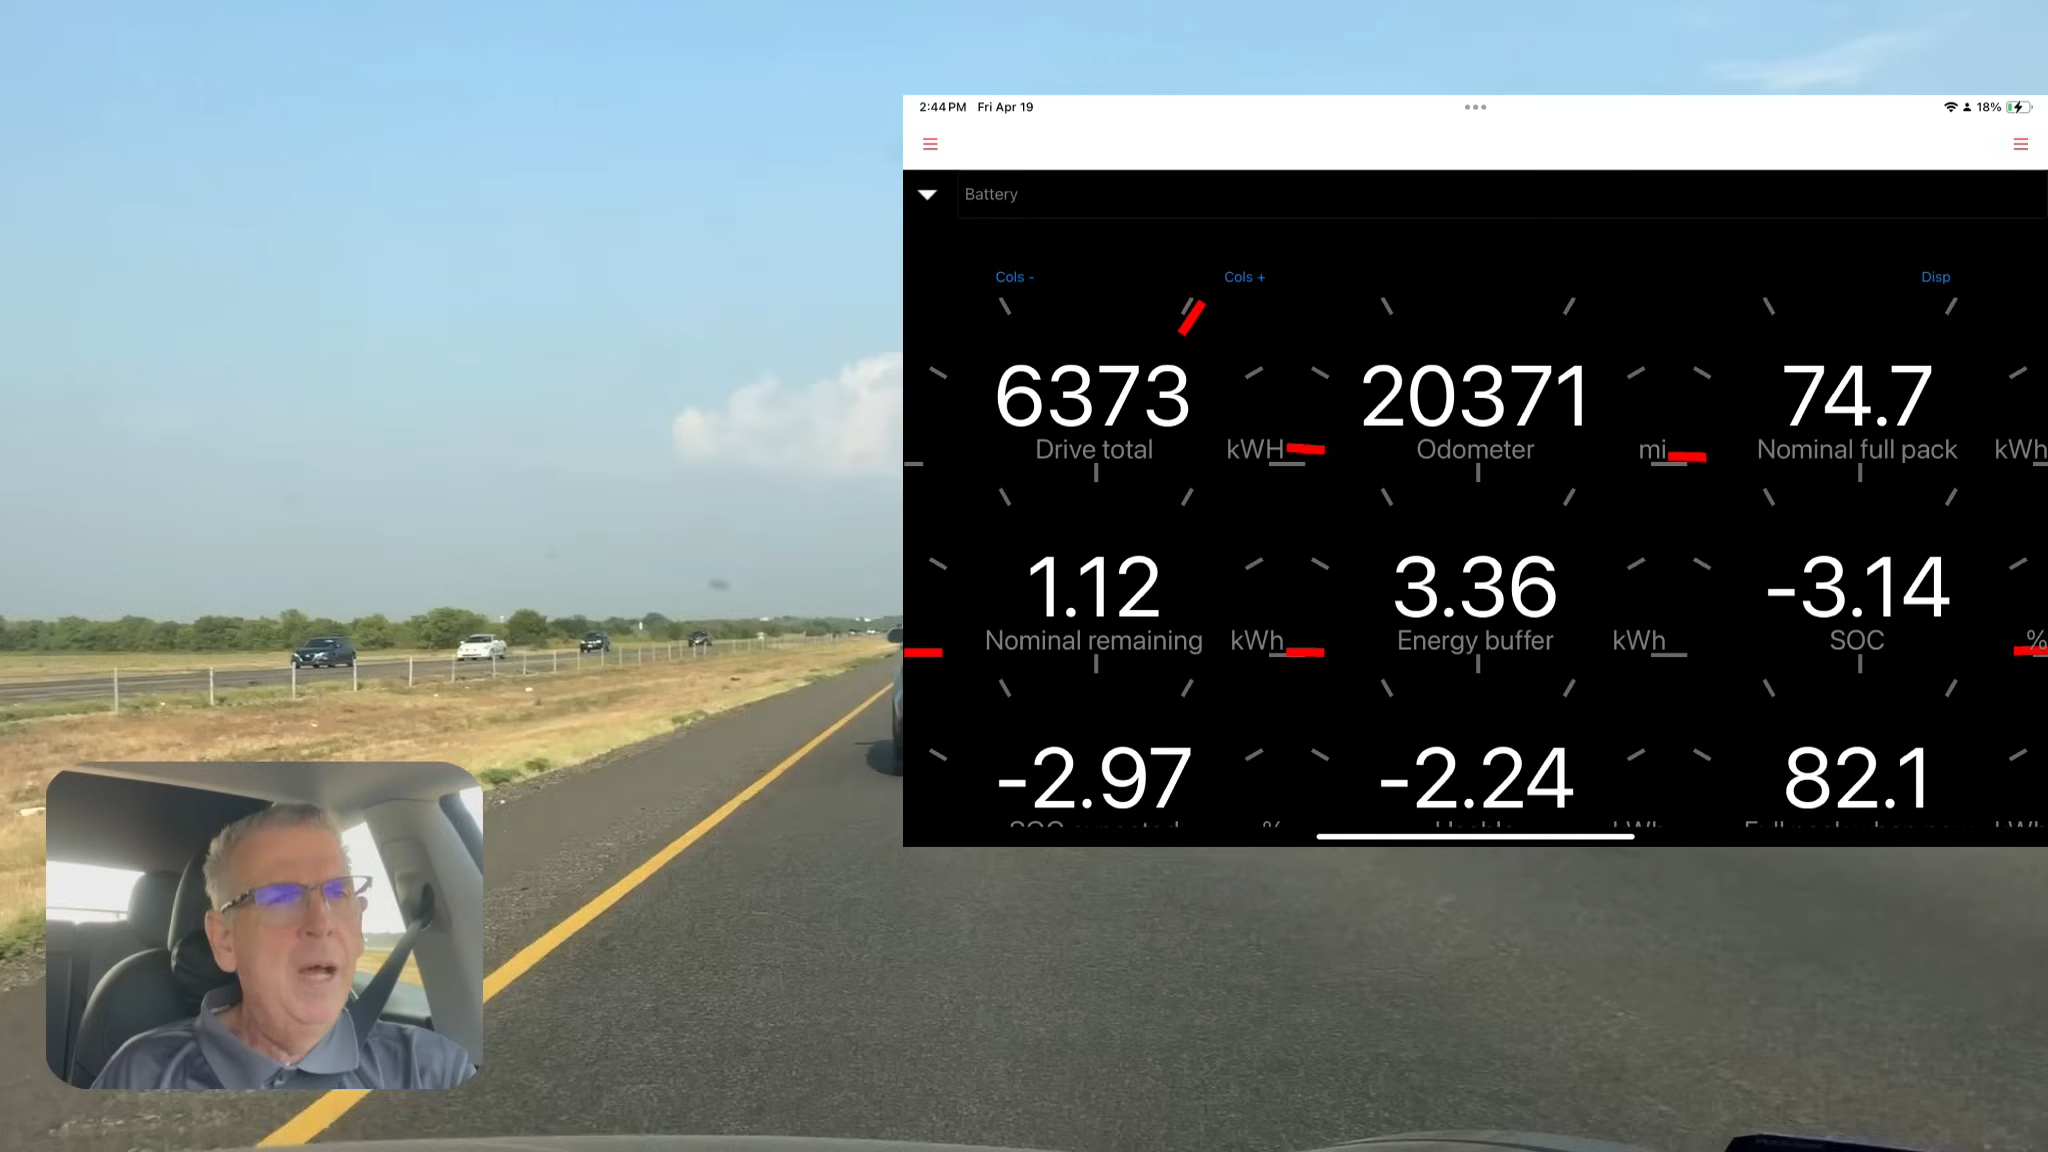 2:44 PM Fri Apr 19
18%
Battery
Cols - Cols + Disp
6373 20371 74.7
Drive total kWH Odometer mi Nominal full pack kWh
1.12 3.36 -3.14
Nominal remaining kWh Energy buffer kWh SOC %
-2.97 -2.24 82.1